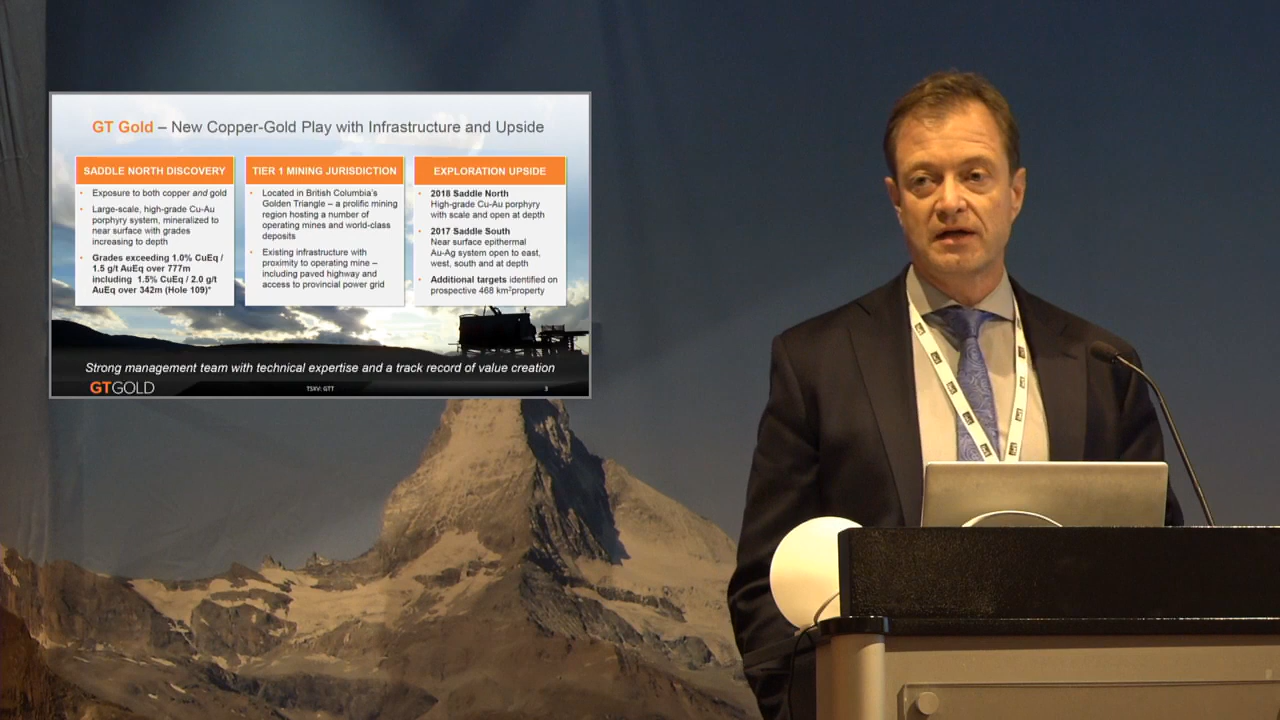 GT Gold – New Copper-Gold Play with Infrastructure and Upside
SADDLE NORTH DISCOVERY
• Exposure to both copper and gold
• Large-scale, high-grade Cu-Au
porphyry system, mineralized to
near surface with grades
increasing to depth
• Grades exceeding 1.0% CuEq /
1.5 g/t AuEq over 777m
including 1.5% CuEq / 2.0 g/t
AuEq over 342m (Hole 109)*
TIER 1 MINING JURISDICTION
• Located in British Columbia's
Golden Triangle – a prolific mining
region hosting a number of
operating mines and world-class
deposits
• Existing infrastructure with
proximity to operating mine –
including paved highway and
access to provincial power grid
EXPLORATION UPSIDE
• 2018 Saddle North
High-grade Cu-Au porphyry
with scale and open at depth
• 2017 Saddle South
Near surface epithermal
Au-Ag system open to east,
west, south and at depth
• Additional targets identified on
prospective 468 km²property
Strong management team with technical expertise and a track record of value creation
GTGOLD
TSXV: GTT
3